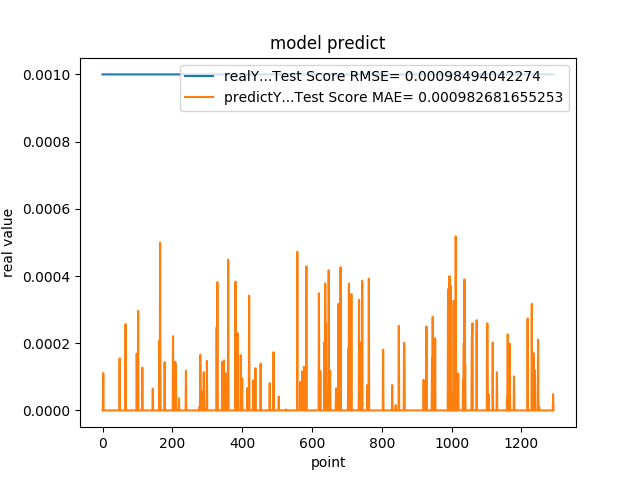 model predict
realY...Test Score RMSE= 0.00098494042274
predictY...Test Score MAE= 0.000982681655253
0.0010
0.0008
0.0006
0.0004
0.0002
0.0000
real value
0 200 400 600 800 1000 1200
point